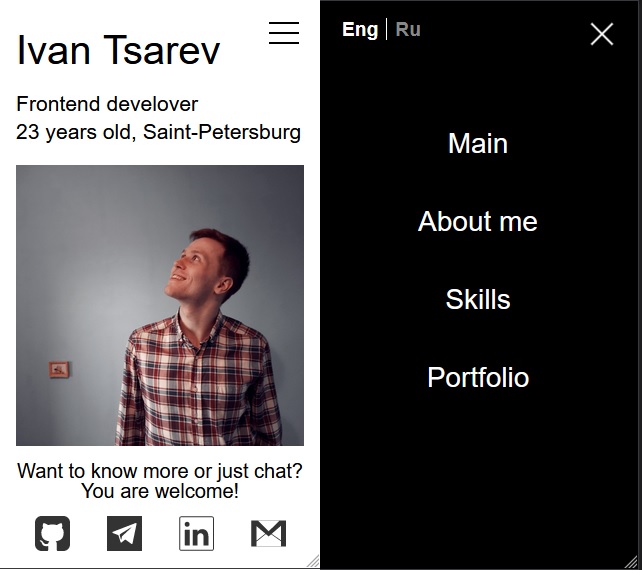 Ivan Tsarev
Frontend develover
23 years old, Saint-Petersburg
Want to know more or just chat?
You are welcome!
in
Eng | Ru
Main
About me
Skills
Portfolio